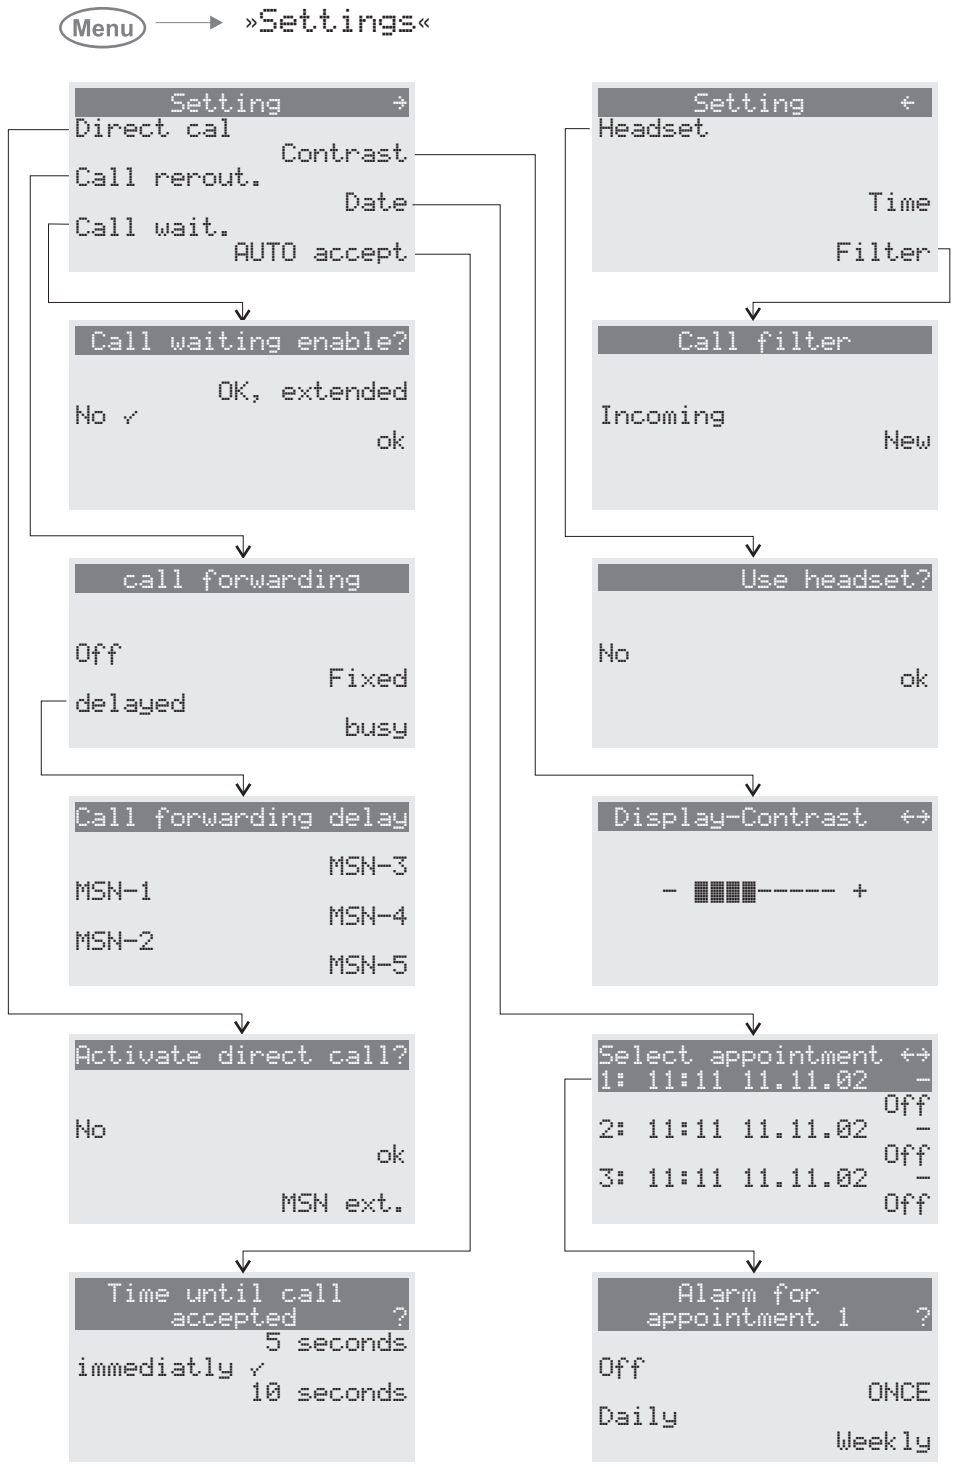 Menu »Settings«
Setting →
Direct cal
Contrast
Call rerout.
Date
Call wait.
AUTO accept
Call waiting enable?
OK, extended
No ✓
ok
call forwarding
Off
Fixed
delayed
busy
Call forwarding delay
MSN-3
MSN-1
MSN-4
MSN-2
MSN-5
Activate direct call?
No
ok
MSN ext.
Time until call
accepted ?
5 seconds
immediatly ✓
10 seconds
Setting ←
Headset
Time
Filter
Call filter
Incoming
New
Use headset?
No
ok
Display-Contrast ←→
- ■■■■----- +
Select appointment ←→
1: 11:11 11.11.02 -
Off
2: 11:11 11.11.02 -
Off
3: 11:11 11.11.02 -
Off
Alarm for
appointment 1 ?
Off
ONCE
Daily
Weekly